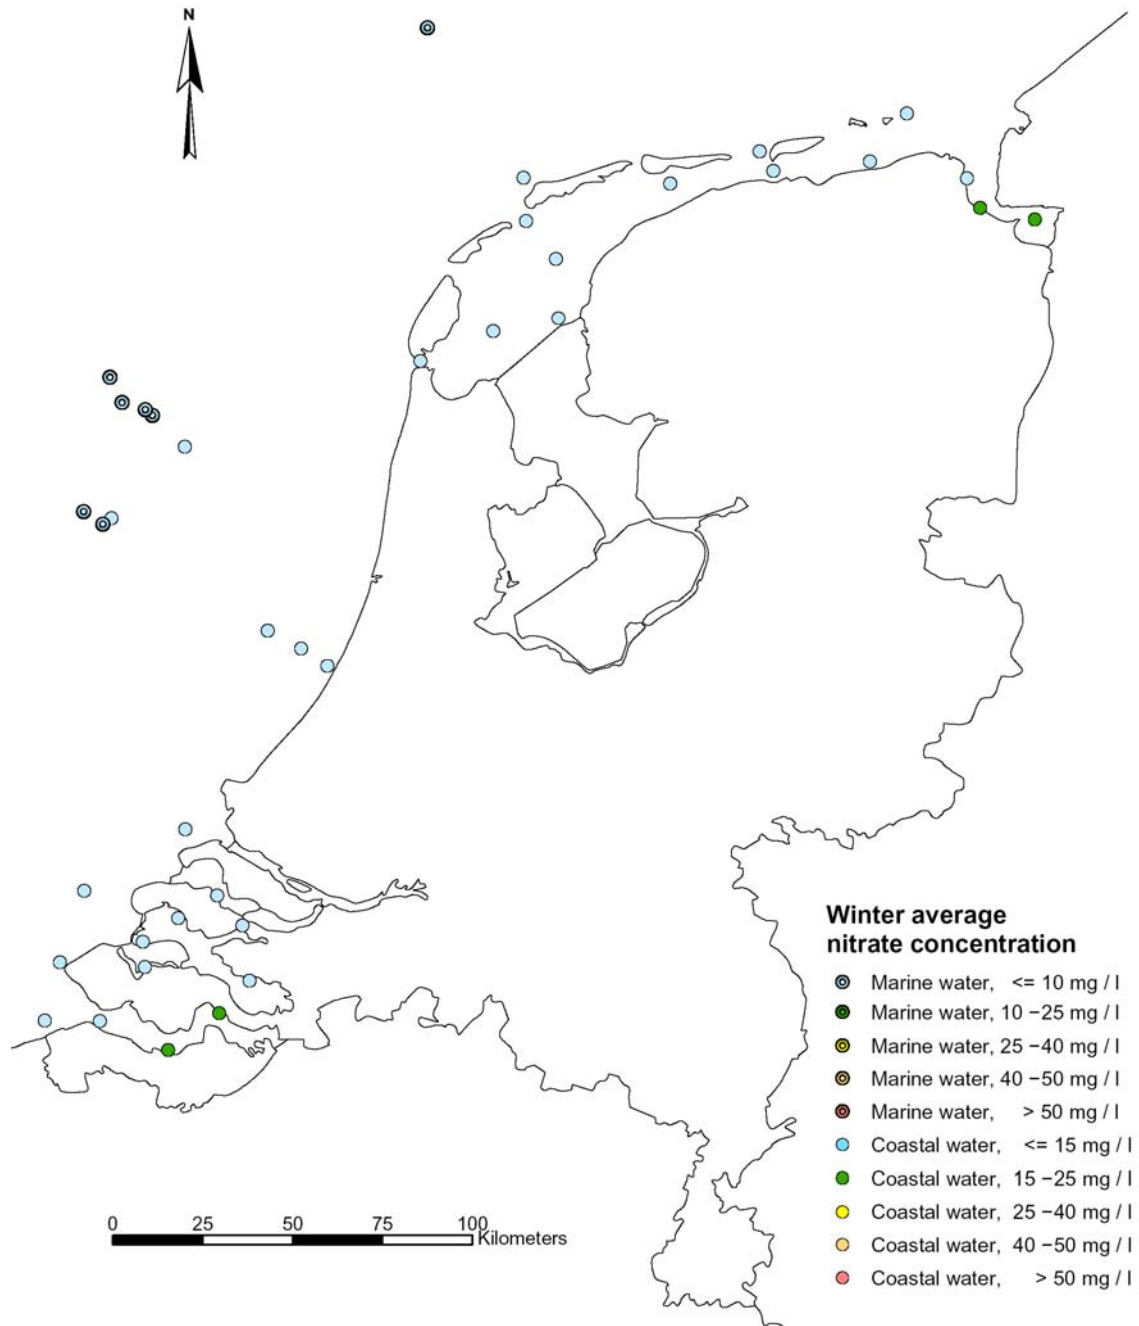 N
Winter average
nitrate concentration
Marine water, <= 10 mg / l
Marine water, 10 −25 mg / l
Marine water, 25 −40 mg / l
Marine water, 40 −50 mg / l
Marine water, > 50 mg / l
Coastal water, <= 15 mg / l
Coastal water, 15 −25 mg / l
Coastal water, 25 −40 mg / l
Coastal water, 40 −50 mg / l
Coastal water, > 50 mg / l
0 25 50 75 100
Kilometers